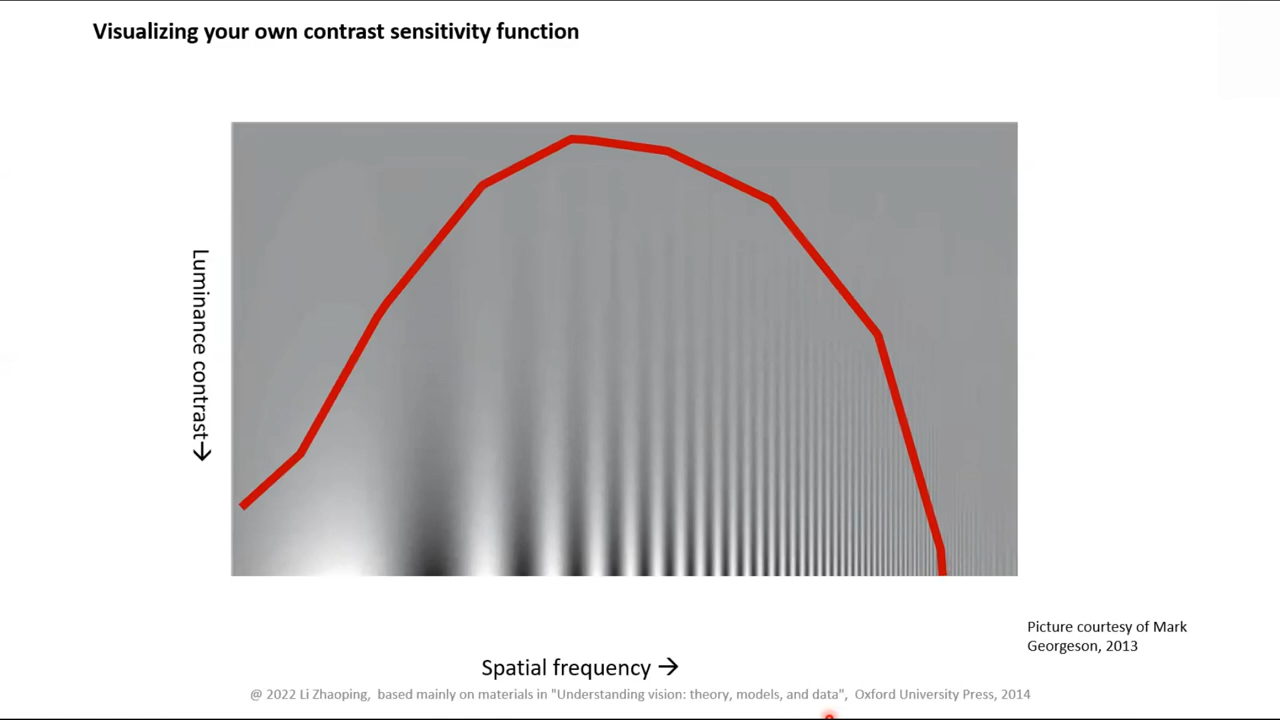 Visualizing your own contrast sensitivity function
Luminance contrast→
Picture courtesy of Mark
Georgeson, 2013
Spatial frequency →
@ 2022 Li Zhaoping, based mainly on materials in "Understanding vision: theory, models, and data", Oxford University Press, 2014